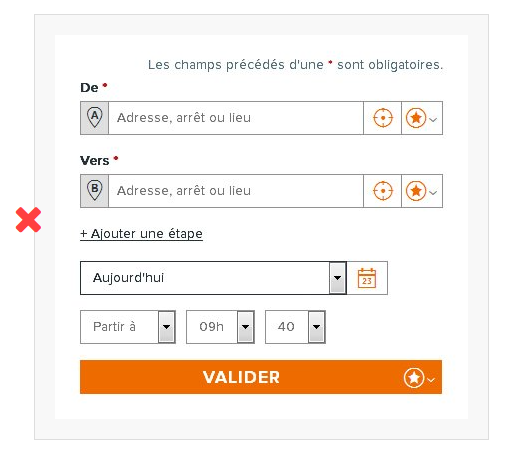 Les champs précédés d'une * sont obligatoires.
De *
A Adresse, arrêt ou lieu
Vers *
B Adresse, arrêt ou lieu
+ Ajouter une étape
Aujourd'hui 23
Partir à 09h 40
VALIDER